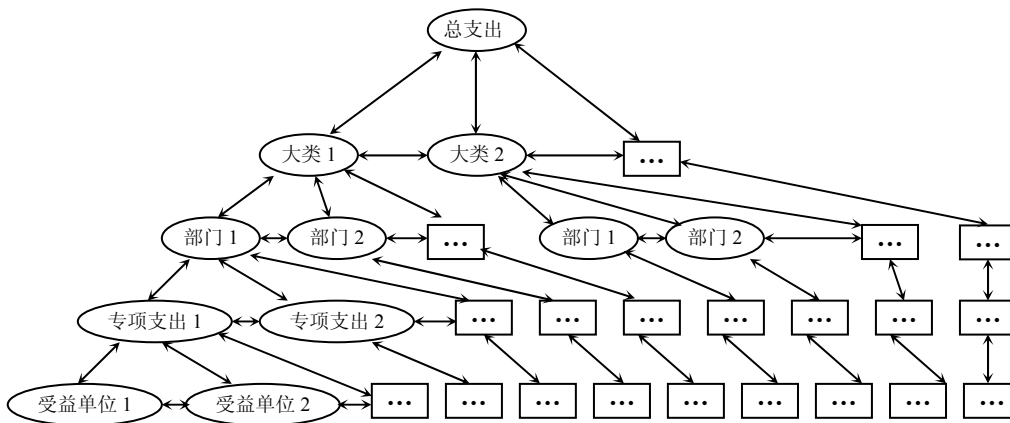 总支出
大类 1 大类 2 ...
部门 1 部门 2 ... 部门 1 部门 2 ... ...
专项支出 1 专项支出 2 ... ... ... ... ... ... ...
受益单位 1 受益单位 2 ... ... ... ... ... ... ... ... ...